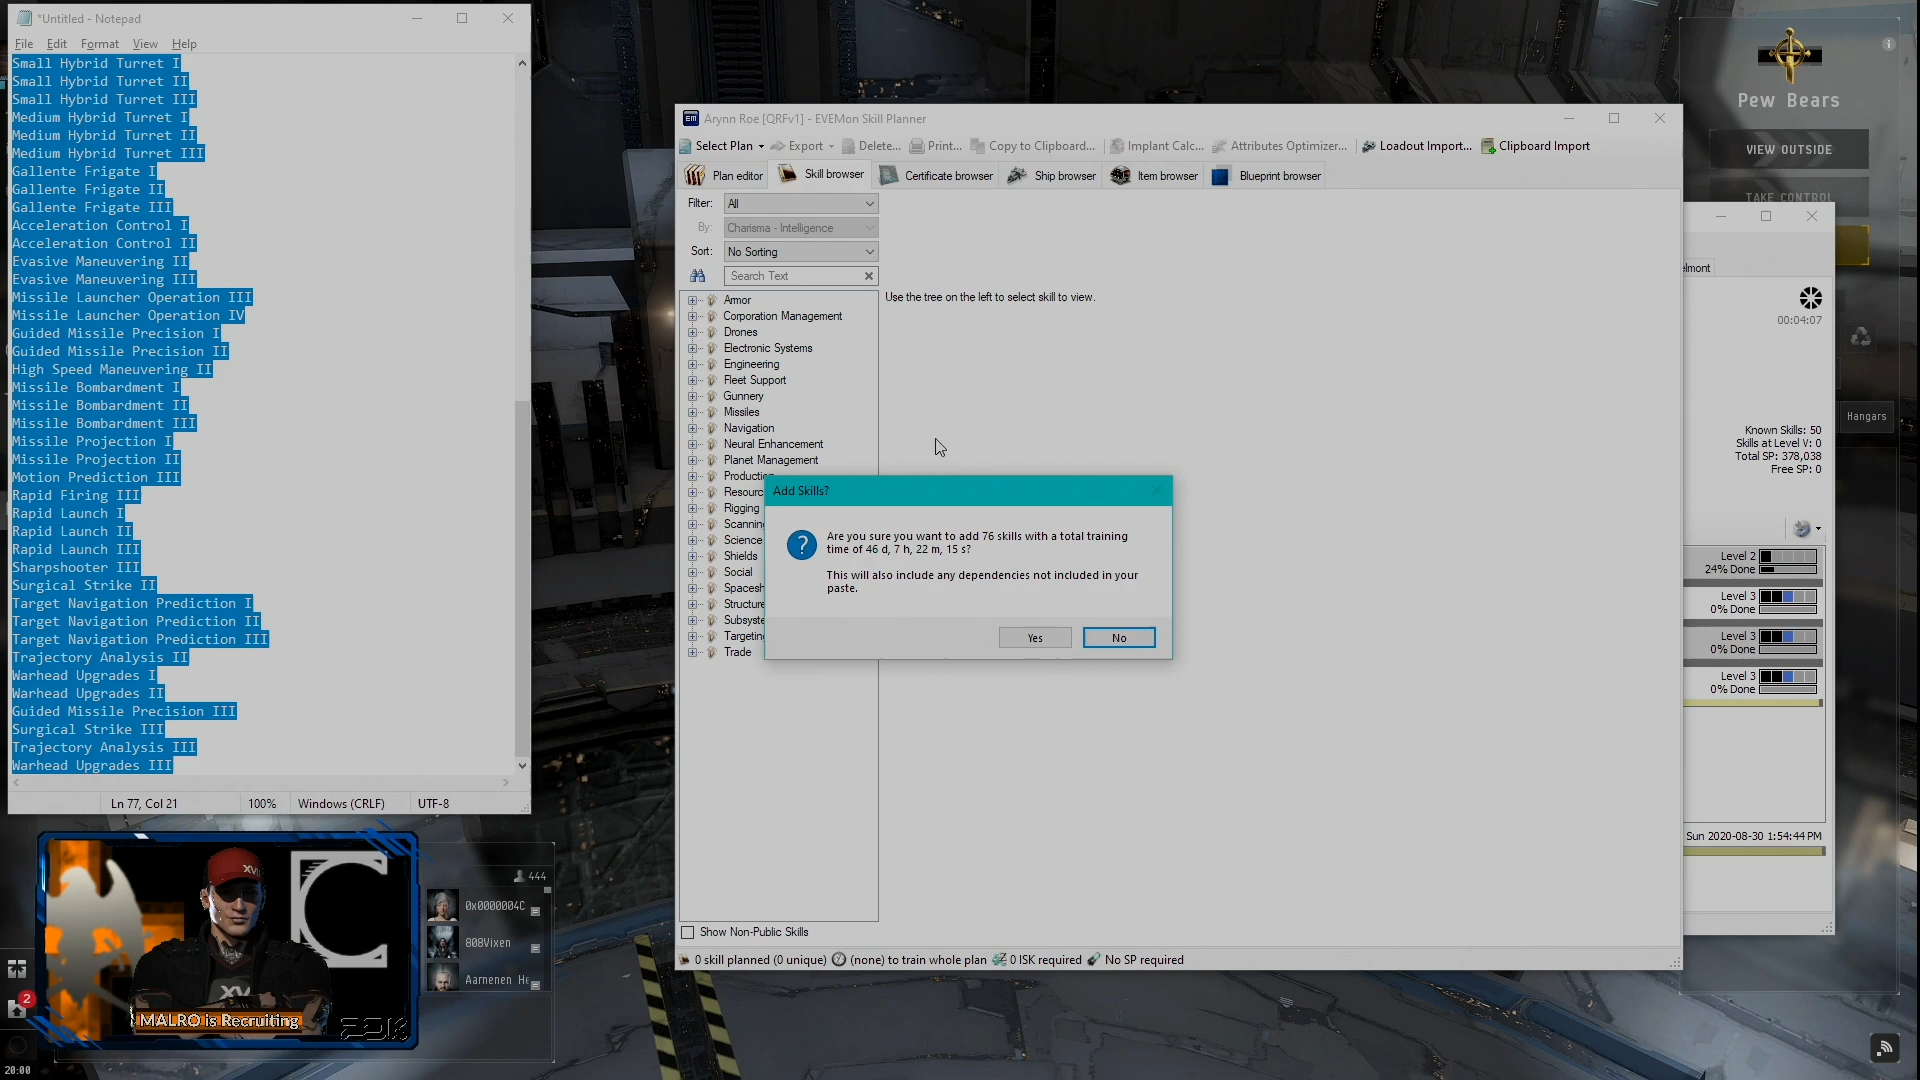 *Untitled - Notepad
File Edit Format View Help
Small Hybrid Turret I
Small Hybrid Turret II
Small Hybrid Turret III
Medium Hybrid Turret I
Medium Hybrid Turret II
Medium Hybrid Turret III
Gallente Frigate I
Gallente Frigate II
Gallente Frigate III
Acceleration Control I
Acceleration Control II
Evasive Maneuvering II
Evasive Maneuvering III
Missile Launcher Operation III
Missile Launcher Operation IV
Guided Missile Precision I
Guided Missile Precision II
High Speed Maneuvering II
Missile Bombardment I
Missile Bombardment II
Missile Bombardment III
Missile Projection I
Missile Projection II
Motion Prediction III
Rapid Firing III
Rapid Launch I
Rapid Launch II
Rapid Launch III
Sharpshooter III
Surgical Strike II
Target Navigation Prediction I
Target Navigation Prediction II
Target Navigation Prediction III
Trajectory Analysis II
Warhead Upgrades I
Warhead Upgrades II
Guided Missile Precision III
Surgical Strike III
Trajectory Analysis III
Warhead Upgrades III
Ln 77, Col 21 100% Windows (CRLF) UTF-8
EM Arynn Roe [QRFv1] - EVEMon Skill Planner
Select Plan Export Delete... Print... Copy to Clipboard... Implant Calc... Attributes Optimizer... Loadout Import... Clipboard Import
Plan editor Skill browser Certificate browser Ship browser Item browser Blueprint browser
Filter: All
By: Charisma - Intelligence
Sort: No Sorting
Search Text
Use the tree on the left to select skill to view.
Armor
Corporation Management
Drones
Electronic Systems
Engineering
Fleet Support
Gunnery
Missiles
Navigation
Neural Enhancement
Planet Management
Production
Resourc
Rigging
Scanning
Science
Shields
Social
Spacesh
Structure
Subsyste
Targeting
Trade
Show Non-Public Skills
0 skill planned (0 unique) (none) to train whole plan 0 ISK required No SP required
Add Skills?
Are you sure you want to add 76 skills with a total training
time of 46 d, 7 h, 22 m, 15 s?
This will also include any dependencies not included in your
paste.
Yes No
Pew Bears
VIEW OUTSIDE
TAKE CONTROL
elmont
00:04:07
Hangars
Known Skills: 50
Skills at Level V: 0
Total SP: 378,038
Free SP: 0
Level 2
24% Done
Level 3
0% Done
Level 3
0% Done
Level 3
0% Done
Sun 2020-08-30 1:54:44 PM
444
0x0000004C
808Vixen
Aarnenen He
XV
XV
MALRO is Recruiting
2
20:00